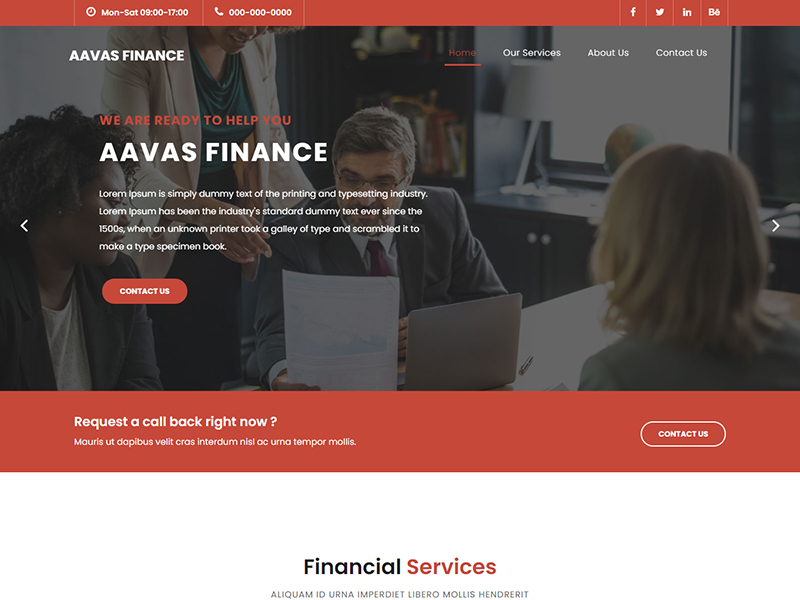 Mon-Sat 09:00-17:00
000-000-0000
Bē
AAVAS FINANCE
Home
Our Services
About Us
Contact Us
WE ARE READY TO HELP YOU
AAVAS FINANCE
Lorem Ipsum is simply dummy text of the printing and typesetting industry.
Lorem Ipsum has been the industry's standard dummy text ever since the
1500s, when an unknown printer took a galley of type and scrambled it to
make a type specimen book.
CONTACT US
Request a call back right now ?
Mauris ut dapibus velit cras interdum nisl ac urna tempor mollis.
CONTACT US
Financial Services
ALIQUAM ID URNA IMPERDIET LIBERO MOLLIS HENDRERIT